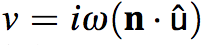 v = iω(n · û)